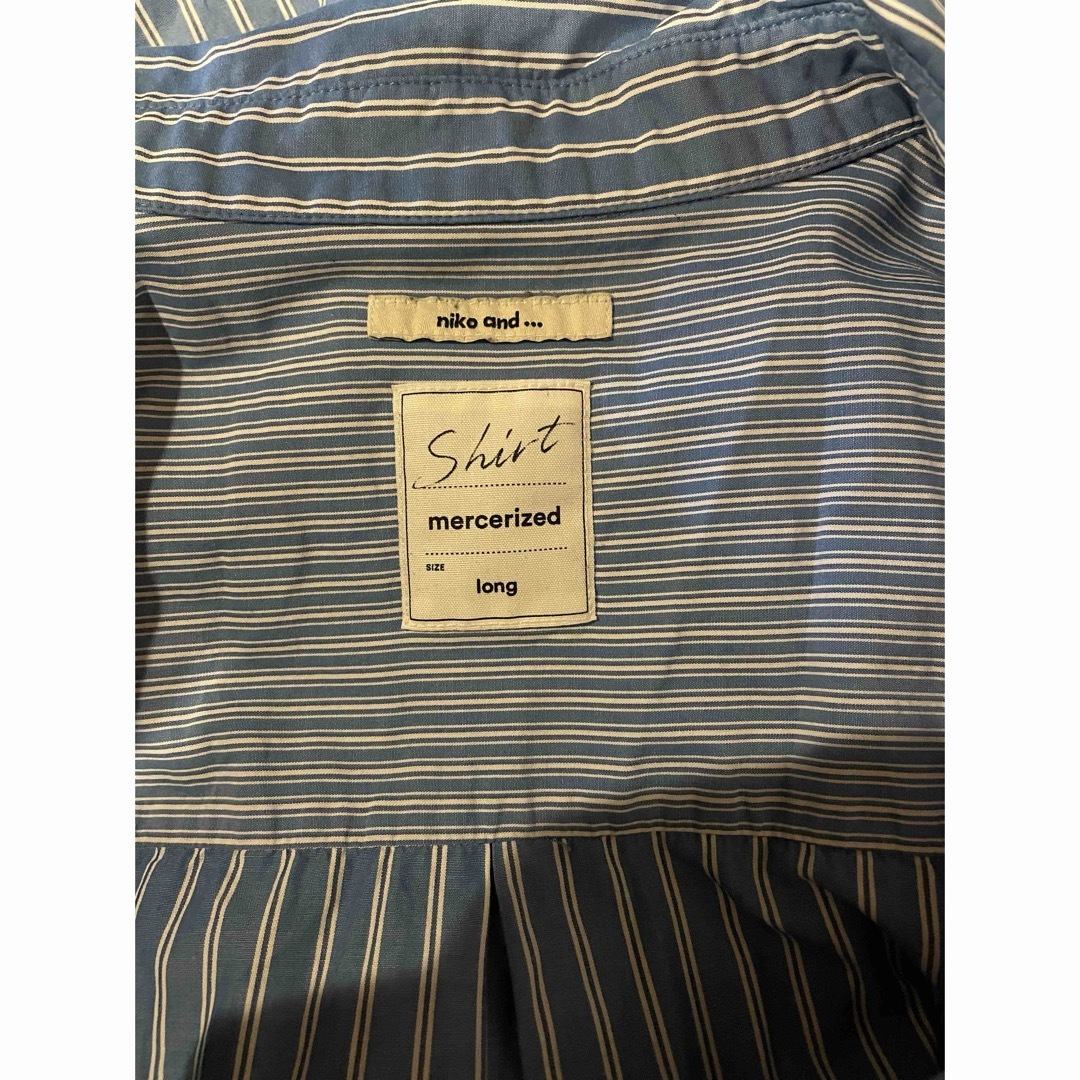 niko and...
Shirt
mercerized
SIZE
long